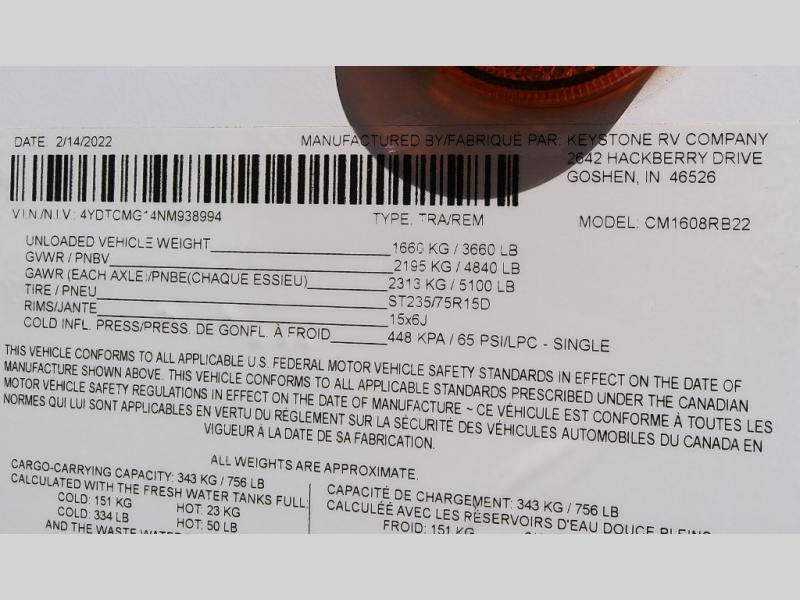 DATE: 2/14/2022
MANUFACTURED BY/FABRIQUÉ PAR: KEYSTONE RV COMPANY
2642 HACKBERRY DRIVE
GOSHEN, IN 46526
V.I.N./N.I.V.: 4YDTCMG14NM938994
TYPE: TRA/REM
MODEL: CM1608RB22
UNLOADED VEHICLE WEIGHT 1660 KG / 3660 LB
GVWR / PNBV 2195 KG / 4840 LB
GAWR (EACH AXLE)/PNBE(CHAQUE ESSIEU) 2313 KG / 5100 LB
TIRE / PNEU ST235/75R15D
RIMS/JANTE 15x6J
COLD INFL. PRESS/PRESS. DE GONFL. À FROID 448 KPA / 65 PSI/LPC - SINGLE
THIS VEHICLE CONFORMS TO ALL APPLICABLE U.S. FEDERAL MOTOR VEHICLE SAFETY STANDARDS IN EFFECT ON THE DATE OF
MANUFACTURE SHOWN ABOVE. THIS VEHICLE CONFORMS TO ALL APPLICABLE STANDARDS PRESCRIBED UNDER THE CANADIAN
MOTOR VEHICLE SAFETY REGULATIONS IN EFFECT ON THE DATE OF MANUFACTURE ~ CE VÉHICULE EST CONFORME À TOUTES LES
NORMES QUI LUI SONT APPLICABLES EN VERTU DU RÉGLEMENT SUR LA SÉCURITÉ DES VÉHICULES AUTOMOBILES DU CANADA EN
VIGUEUR À LA DATE DE SA FABRICATION.
ALL WEIGHTS ARE APPROXIMATE.
CARGO-CARRYING CAPACITY: 343 KG / 756 LB
CALCULATED WITH THE FRESH WATER TANKS FULL:
COLD: 151 KG HOT: 23 KG
COLD: 334 LB HOT: 50 LB
AND THE WASTE WATER
CAPACITÉ DE CHARGEMENT: 343 KG / 756 LB
CALCULÉÉ AVEC LES RÉSERVOIRS D'EAU DOUCE PLEINS
FROID: 151 KG